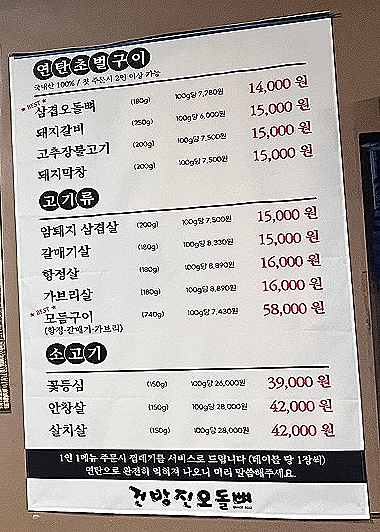 연탄초벌구이
국내산 100% / 첫 주문시 2인 이상 가능
*BEST*
삼겹오돌뼈 (180g) 100g당 7,780원 14,000 원
돼지갈비 (250g) 100g당 6,000원 15,000 원
고추장불고기 (200g) 100g당 7,500원 15,000 원
돼지막창 (200g) 100g당 7,500원 15,000 원
고기류
암퇘지 삼겹살 (200g) 100g당 7,500원 15,000 원
갈매기살 (180g) 100g당 8,330원 15,000 원
항정살 (180g) 100g당 8,890원 16,000 원
가브리살 (180g) 100g당 8,890원 16,000 원
*BEST*
모듬구이 (740g) 100g당 7,430원 58,000 원
(항정·갈매기·가브리)
소고기
꽃등심 (150g) 100g당 26,000원 39,000 원
안창살 (150g) 100g당 28,000원 42,000 원
살치살 (150g) 100g당 28,000원 42,000 원
1인 1메뉴 주문시 껍데기를 서비스로 드립니다 (테이블 당 1장씩)
연탄으로 완전히 익혀져 나오니 미리 말씀해주세요.
건방진오돌뼈